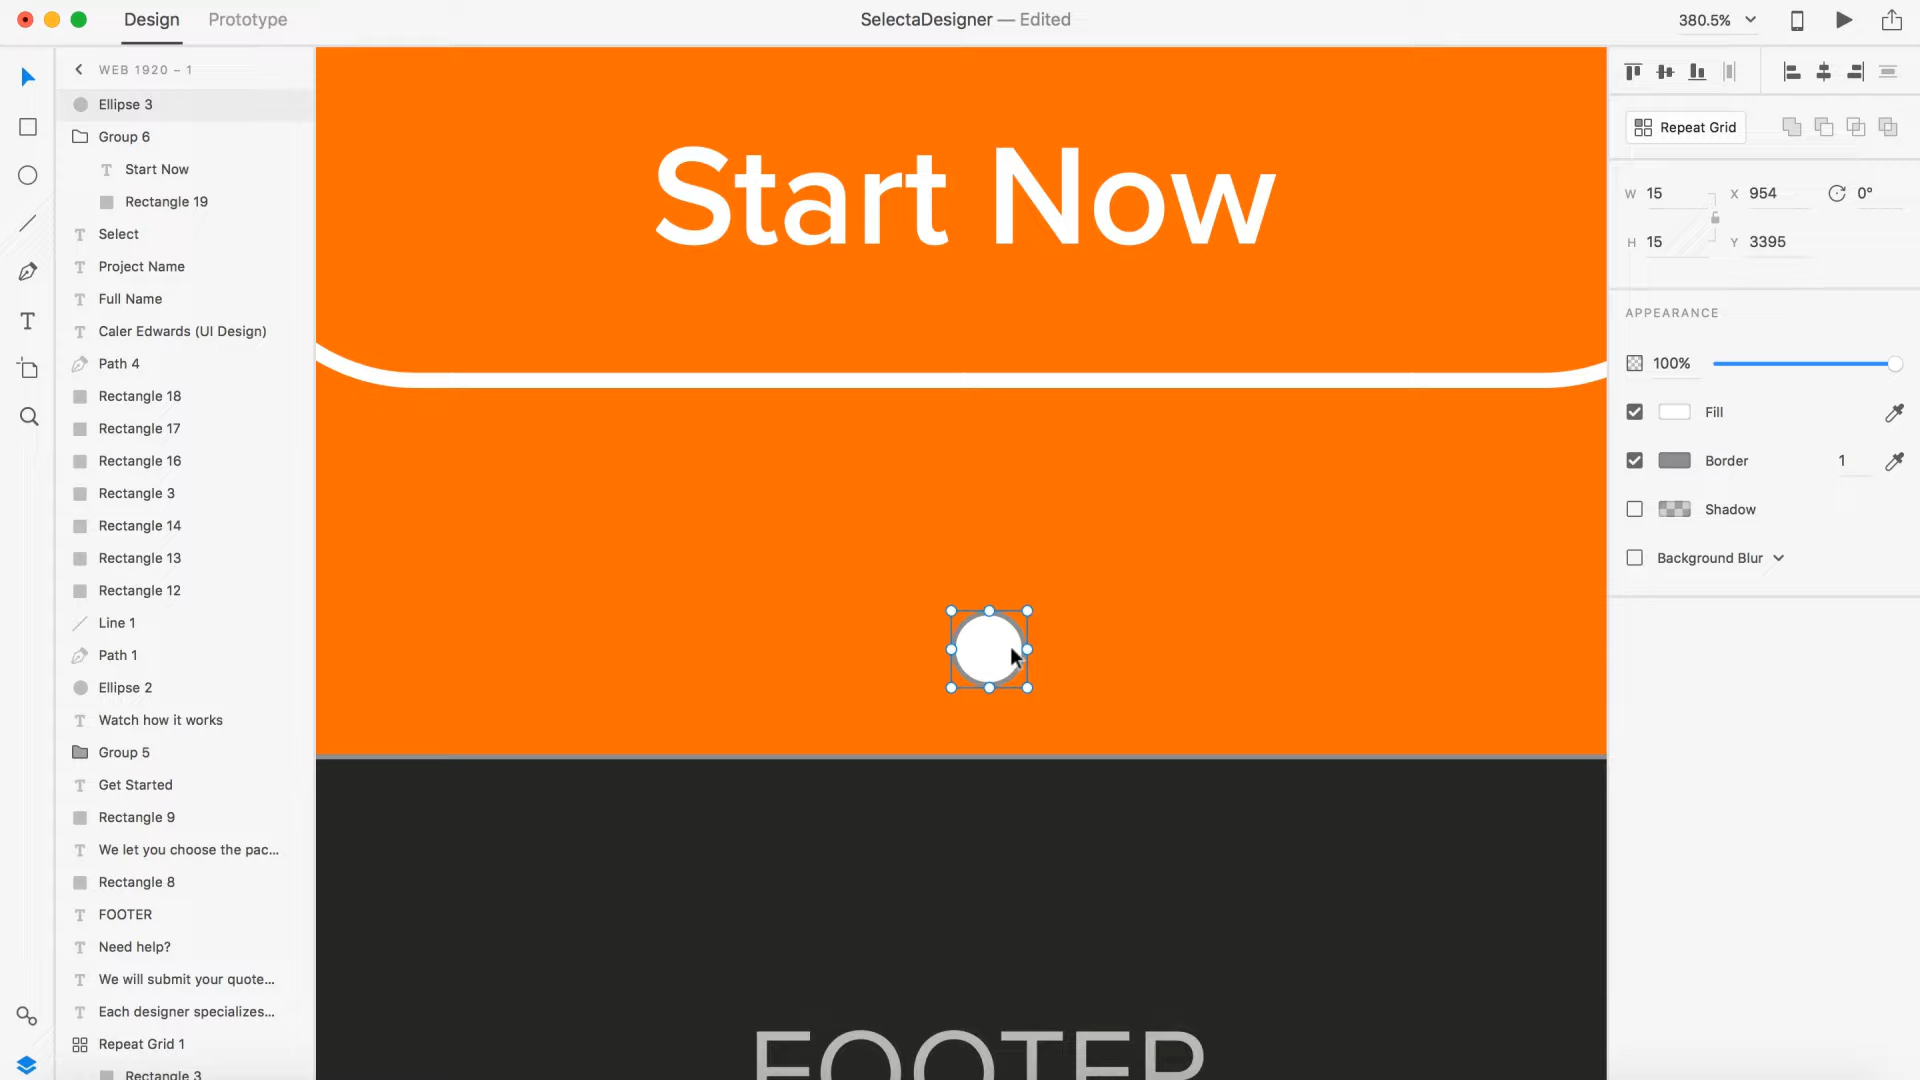 Design
Prototype
SelectaDesigner — Edited
380.5%
WEB 1920 – 1
Ellipse 3
Group 6
Start Now
Rectangle 19
Select
Project Name
Full Name
Caler Edwards (UI Design)
Path 4
Rectangle 18
Rectangle 17
Rectangle 16
Rectangle 3
Rectangle 14
Rectangle 13
Rectangle 12
Line 1
Path 1
Ellipse 2
Watch how it works
Group 5
Get Started
Rectangle 9
We let you choose the pac...
Rectangle 8
FOOTER
Need help?
We will submit your quote...
Each designer specializes...
Repeat Grid 1
Rectangle 3
Start Now
FOOTER
Repeat Grid
W 15
X 954
0°
H 15
Y 3395
APPEARANCE
100%
Fill
Border 1
Shadow
Background Blur